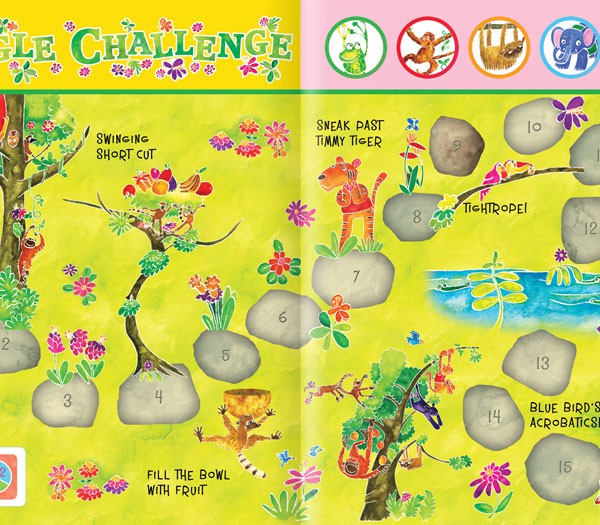 GLE CHALLENGE
SWINGING
SHORT CUT
SNEAK PAST
TIMMY TIGER
TIGHTROPE!
10
9
8
12
7
6
5
4
3
2
13
14
15
BLUE BIRD'S
ACROBATICS!
FILL THE BOWL
WITH FRUIT
2